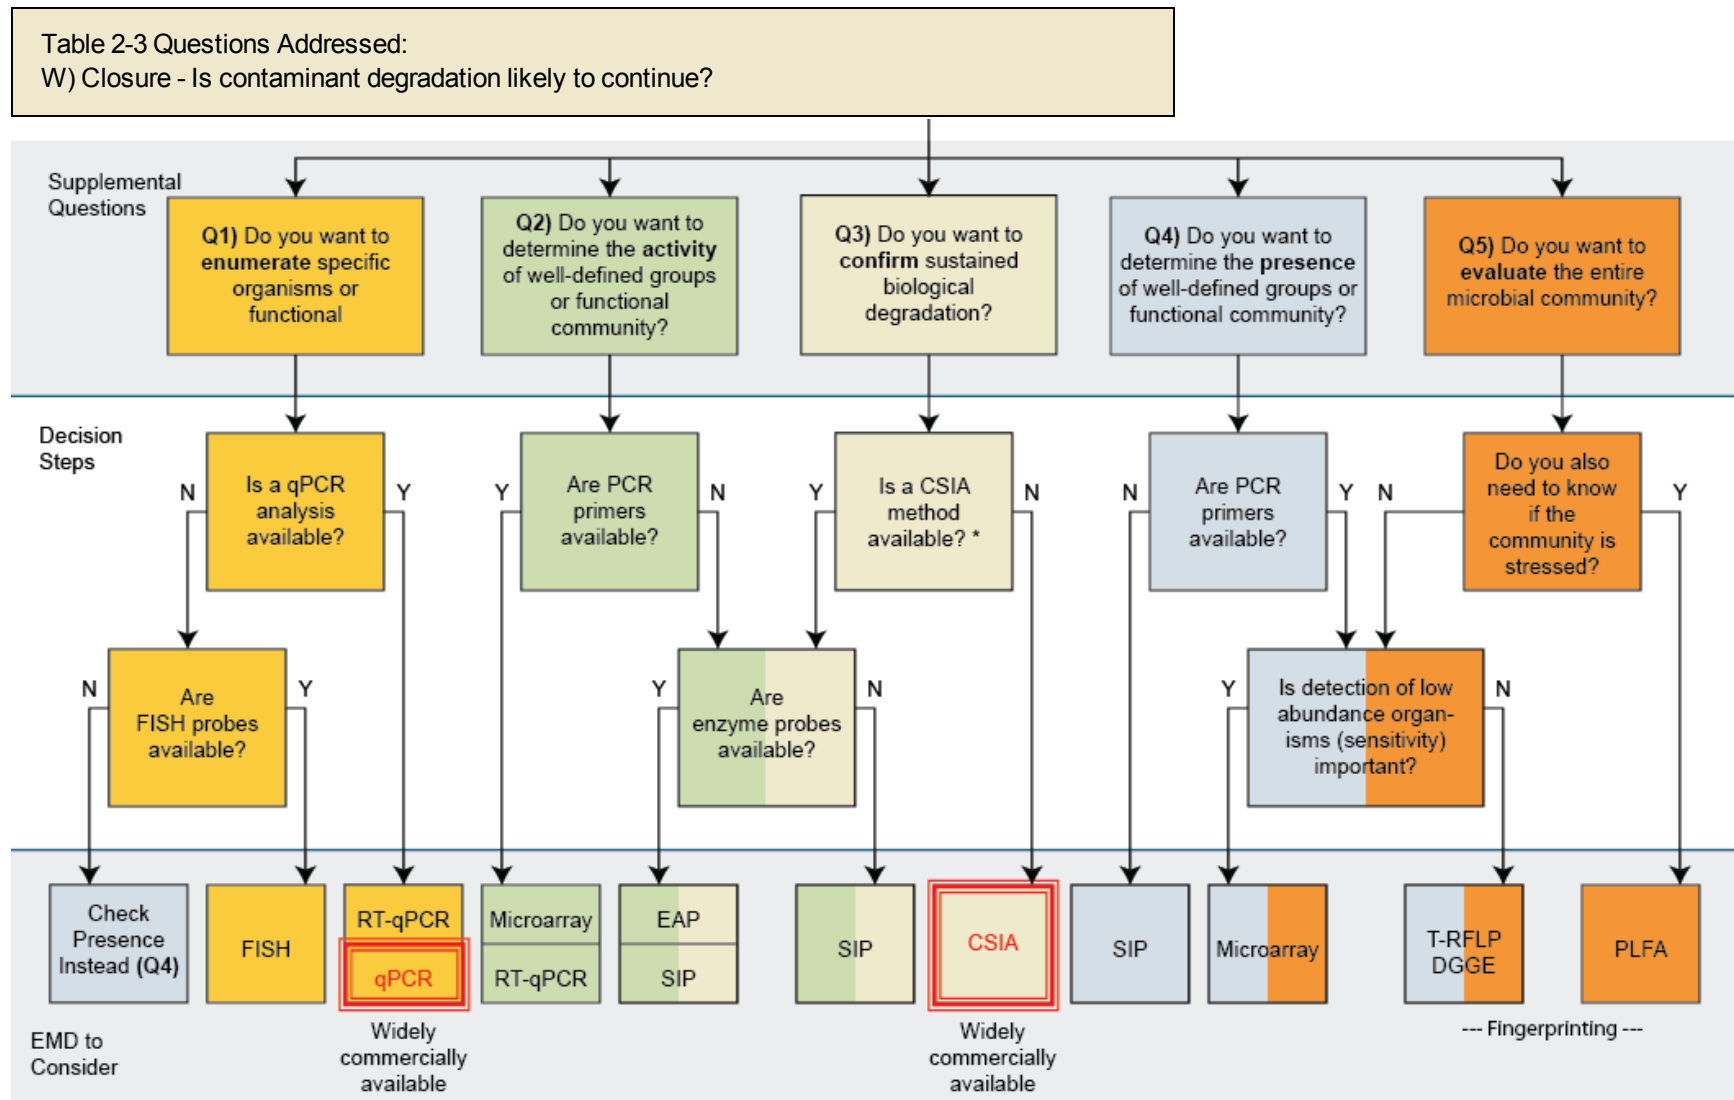 Table 2-3 Questions Addressed:
W) Closure - Is contaminant degradation likely to continue?
Supplemental
Questions
Q1) Do you want to
enumerate specific
organisms or
functional
Q2) Do you want to
determine the activity
of well-defined groups
or functional
community?
Q3) Do you want to
confirm sustained
biological
degradation?
Q4) Do you want to
determine the presence
of well-defined groups or
functional community?
Q5) Do you want to
evaluate the entire
microbial community?
Decision
Steps
N
Is a qPCR
analysis
available?
Y
Y
Are PCR
primers
available?
N
Y
Is a CSIA
method
available? *
N
N
Are PCR
primers
available?
Y
N
Do you also
need to know
if the
community is
stressed?
Y
N
Are
FISH probes
available?
Y
Y
Are
enzyme probes
available?
N
Y
Is detection of low
abundance organ-
isms (sensitivity)
important?
N
Check
Presence
Instead (Q4)
FISH
RT-qPCR
qPCR
Microarray
RT-qPCR
EAP
SIP
SIP
CSIA
SIP
Microarray
T-RFLP
DGGE
PLFA
EMD to
Consider
Widely
commercially
available
Widely
commercially
available
--- Fingerprinting ---